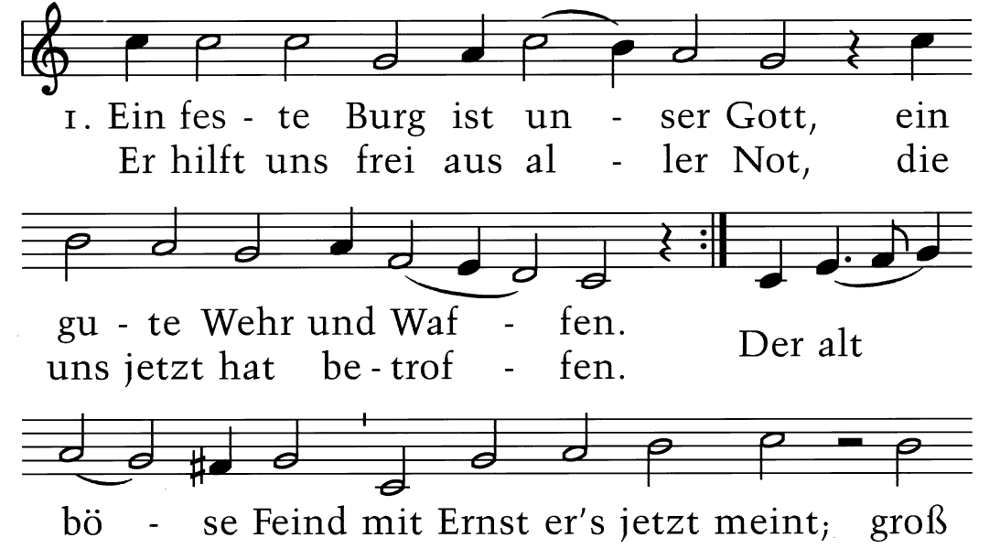 1. Ein fes - te Burg ist un - ser Gott, ein
Er hilft uns frei aus al - ler Not, die
gu - te Wehr und Waf - fen.
uns jetzt hat be - trof - fen.
Der alt
bö - se Feind mit Ernst er's jetzt meint; groß